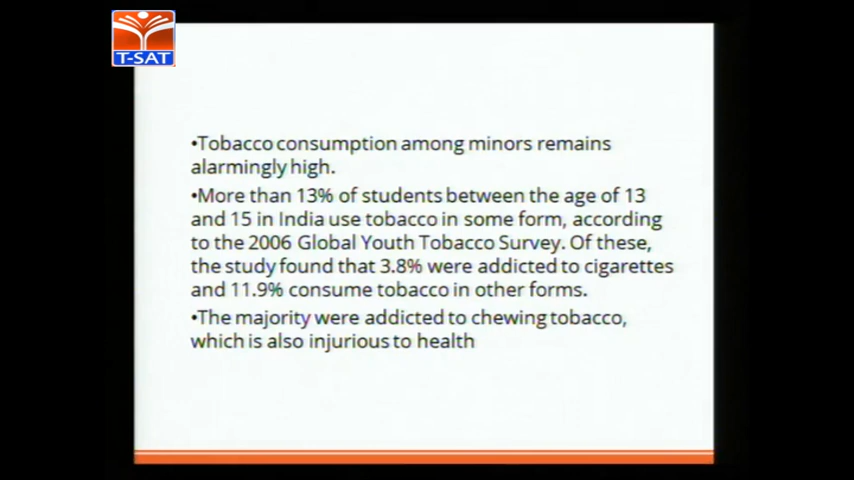 T-SAT
•Tobacco consumption among minors remains
alarmingly high.
•More than 13% of students between the age of 13
and 15 in India use tobacco in some form, according
to the 2006 Global Youth Tobacco Survey. Of these,
the study found that 3.8% were addicted to cigarettes
and 11.9% consume tobacco in other forms.
•The majority were addicted to chewing tobacco,
which is also injurious to health